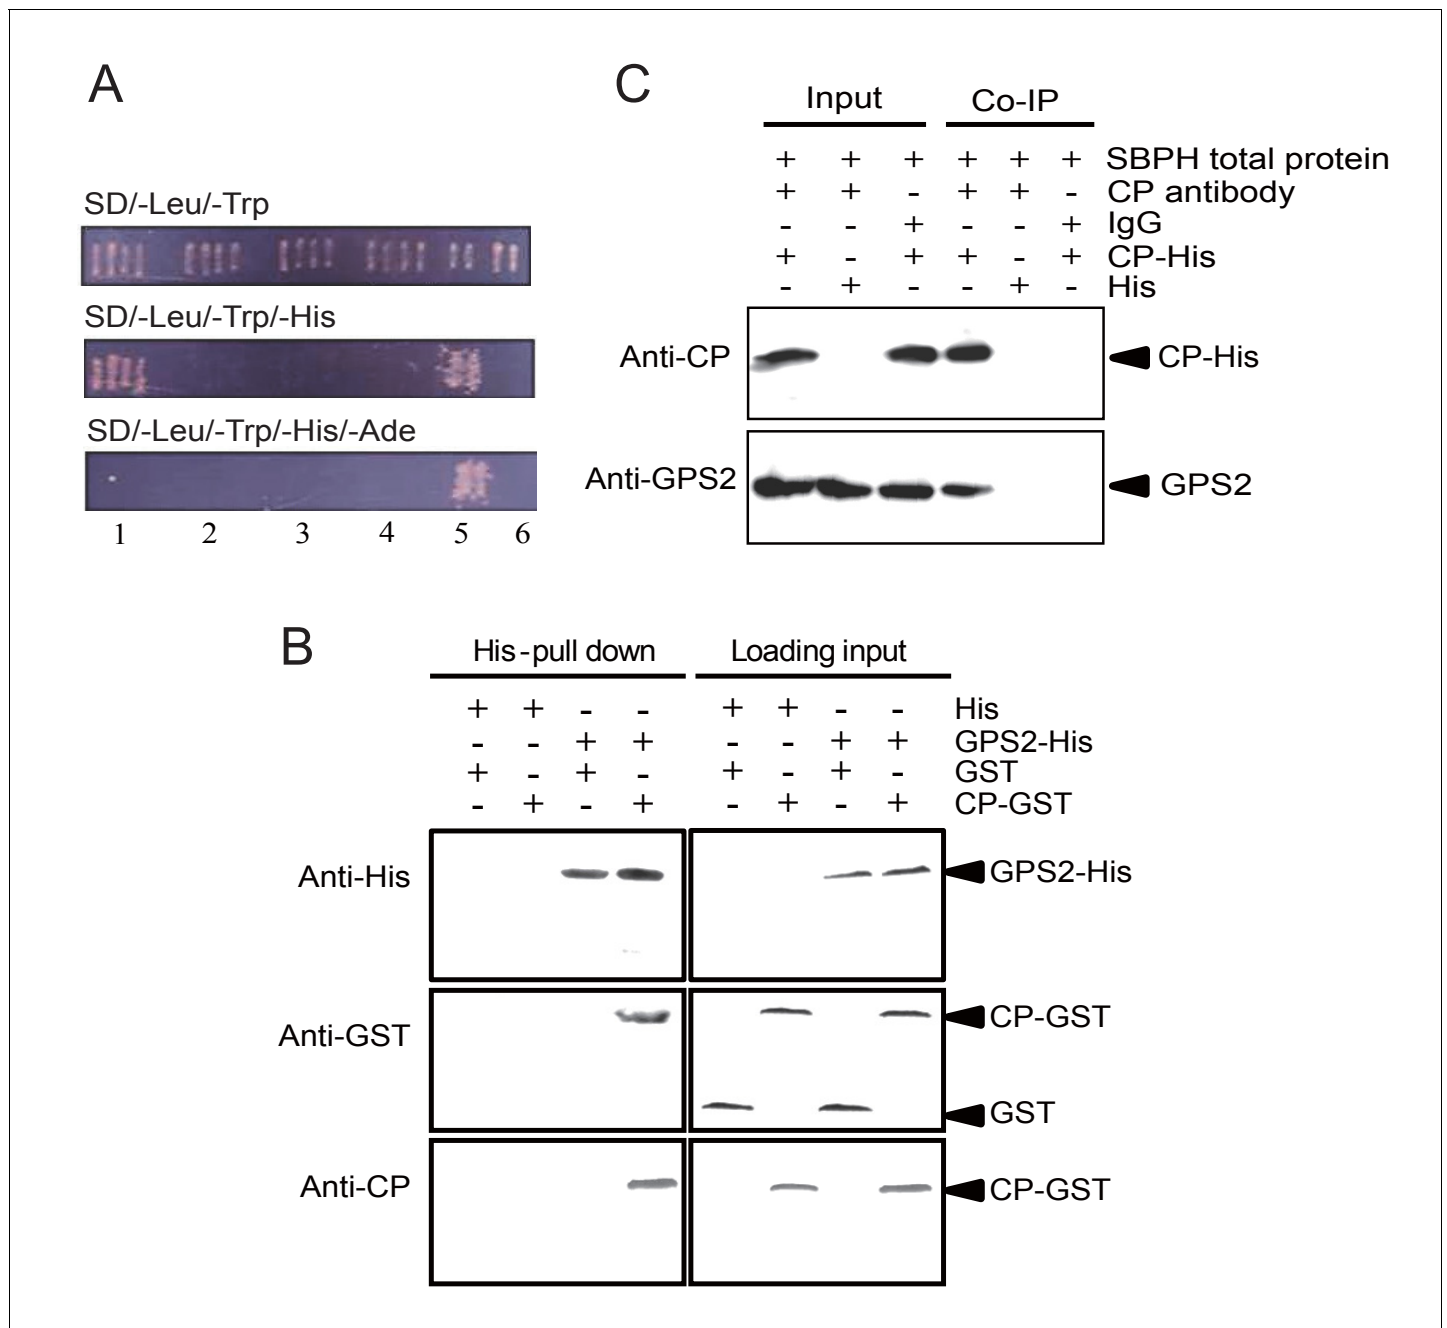 A
SD/-Leu/-Trp
SD/-Leu/-Trp/-His
SD/-Leu/-Trp/-His/-Ade
1 2 3 4 5 6
C
Input Co-IP
+ + + + + + SBPH total protein
+ + - + + - CP antibody
- - + - - + IgG
+ - + + - + CP-His
- + - - + - His
Anti-CP CP-His
Anti-GPS2 GPS2
B
His-pull down Loading input
+ + - - + + - - His
- - + + - - + + GPS2-His
+ - + - + - + - GST
- + - + - + - + CP-GST
Anti-His GPS2-His
Anti-GST CP-GST
GST
Anti-CP CP-GST